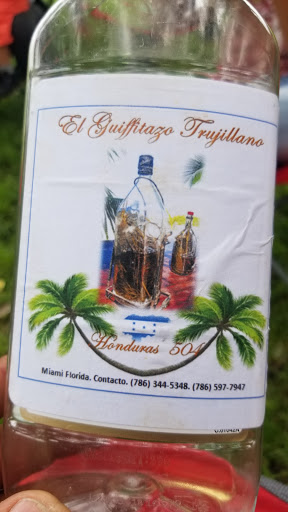 El Guiffitazo Trujillano
Honduras 504
Miami Florida. Contacto. (786) 344-5348. (786) 597-7947